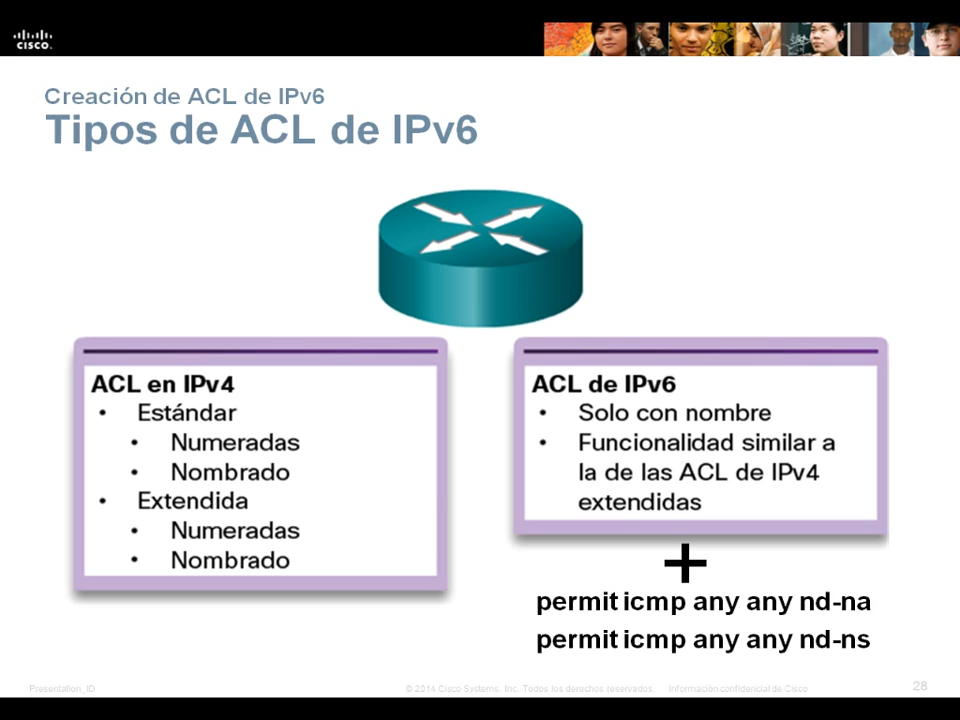 CISCO.
Creación de ACL de IPv6
Tipos de ACL de IPv6
ACL en IPv4
• Estándar
• Numeradas
• Nombrado
• Extendida
• Numeradas
• Nombrado
ACL de IPv6
• Solo con nombre
• Funcionalidad similar a
la de las ACL de IPv4
extendidas
+
permit icmp any any nd-na
permit icmp any any nd-ns
Presentation_ID
© 2014 Cisco Systems, Inc. Todos los derechos reservados.
Información confidencial de Cisco
28